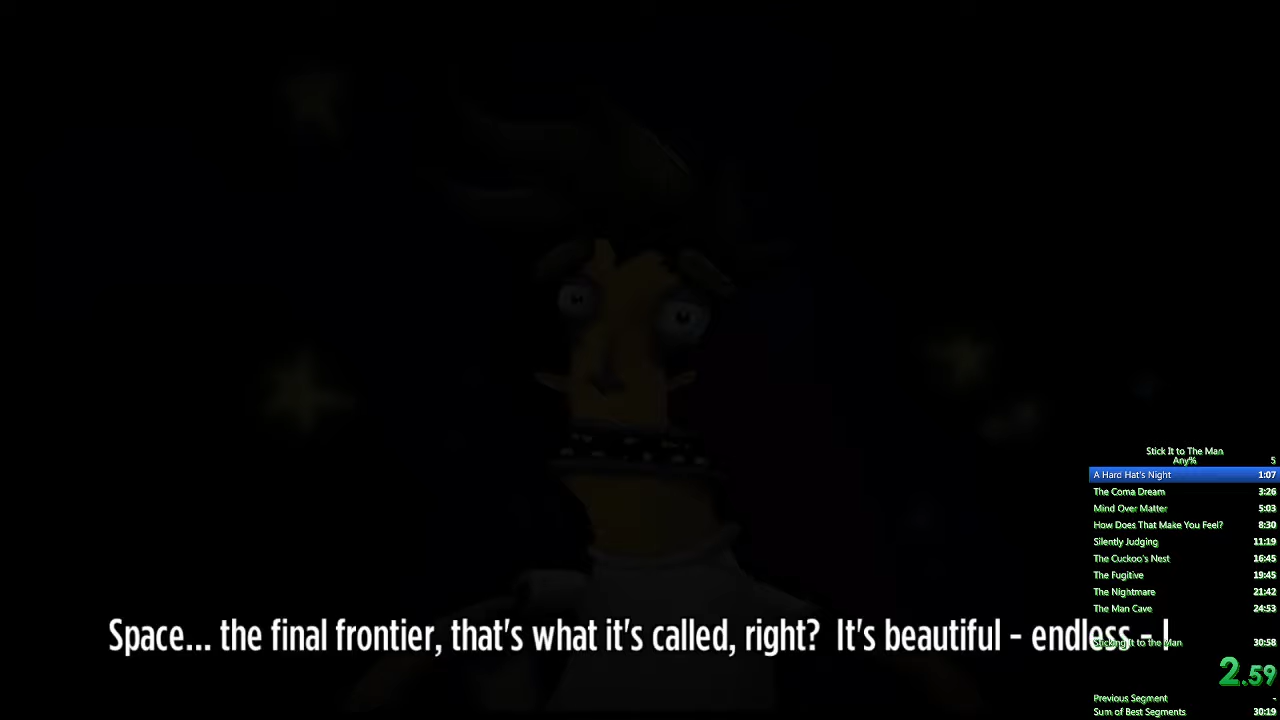 Stick It to The Man
Any% 5
A Hard Hat's Night 1:07
The Coma Dream 3:26
Mind Over Matter 5:03
How Does That Make You Feel? 8:30
Silently Judging 11:19
The Cuckoo's Nest 16:45
The Fugitive 19:45
The Nightmare 21:42
The Man Cave 24:53
Space... the final frontier, that's what it's called, right? It's beautiful - endless - I
Sticking It to the Man 30:58
2.59
Previous Segment -
Sum of Best Segments 30:19